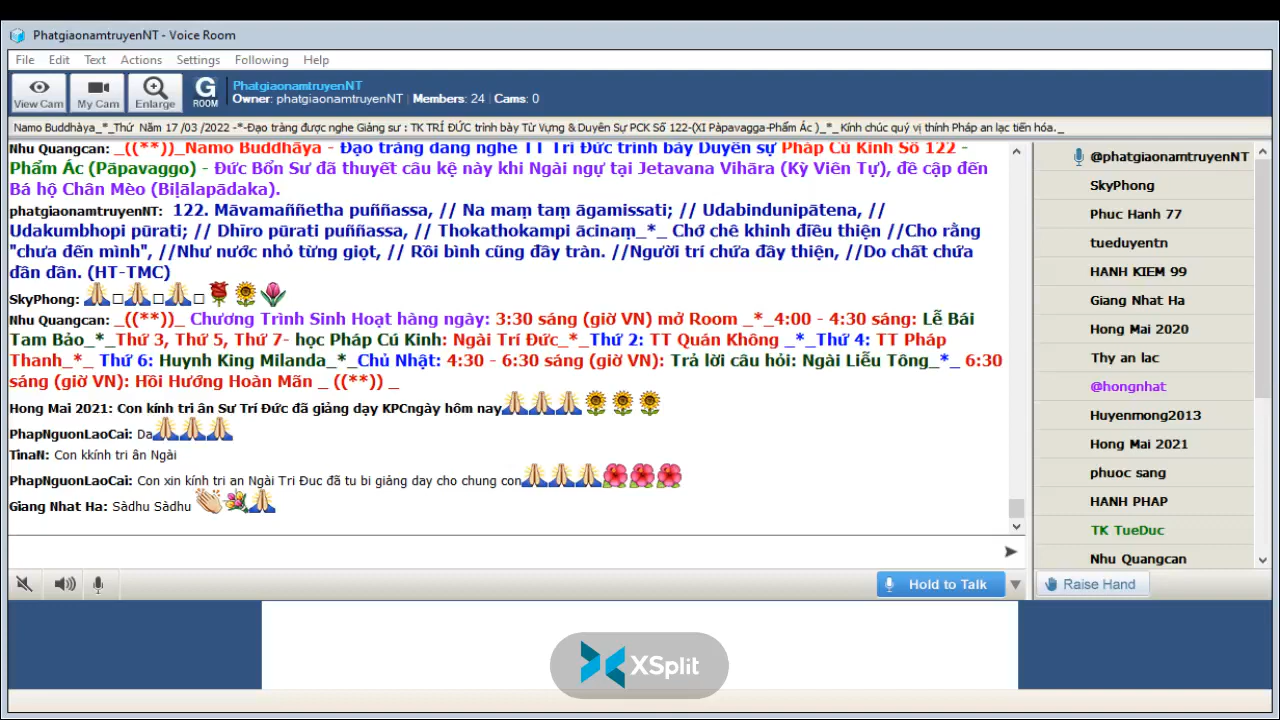 PhatgiaonamtruyenNT - Voice Room
File Edit Text Actions Settings Following Help
View Cam My Cam Enlarge G ROOM
PhatgiaonamtruyenNT
Owner: phatgiaonamtruyenNT Members: 24 Cams: 0
Namo Buddhàya_*_Thứ Năm 17 /03 /2022 -*-Đạo tràng được nghe Giảng sư : TK TRÍ ĐỨC trình bày Từ Vựng & Duyên Sự PCK Số 122-(XI Pàpavagga-Phẩm Ác )_*_ Kính chúc quý vị thính Pháp an lạc tiến hóa._
Nhu Quangcan: _((**))_Namo Buddhāya - Đạo tràng đang nghe TT Trí Đức trình bày Duyên sự Pháp Cú Kinh Số 122 -
Phẩm Ác (Pāpavaggo) - Đức Bổn Sư đã thuyết câu kệ này khi Ngài ngự tại Jetavana Vihāra (Kỳ Viên Tự), đề cập đến
Bá hộ Chân Mèo (Biḷālapādaka).
phatgiaonamtruyenNT: 122. Māvamaññetha puññassa, // Na maṃ taṃ āgamissati; // Udabindunipātena, //
Udakumbhopi pūrati; // Dhīro pūrati puññassa, // Thokathokampi ācinaṃ_*_ Chớ chê khinh điều thiện //Cho rằng
"chưa đến mình", //Như nước nhỏ từng giọt, // Rồi bình cũng đầy tràn. //Người trí chứa đầy thiện, //Do chất chứa
dần dần. (HT-TMC)
SkyPhong: 🙏□🙏□🙏□🌹🌻🌷
Nhu Quangcan: _((**))_ Chương Trình Sinh Hoạt hàng ngày: 3:30 sáng (giờ VN) mở Room _*_4:00 - 4:30 sáng: Lễ Bái
Tam Bảo_*_Thứ 3, Thứ 5, Thứ 7- học Pháp Cú Kinh: Ngài Trí Đức_*_Thứ 2: TT Quán Không _*_Thứ 4: TT Pháp
Thanh_*_ Thứ 6: Huynh King Milanda_*_Chủ Nhật: 4:30 - 6:30 sáng (giờ VN): Trả lời câu hỏi: Ngài Liễu Tông_*_ 6:30
sáng (giờ VN): Hồi Hướng Hoàn Mãn _ ((**)) _
Hong Mai 2021: Con kính tri ân Sư Trí Đức đã giảng dạy KPCngày hôm nay🙏🙏🙏🌻🌻🌻
PhapNguonLaoCai: Da🙏🙏🙏
TinaN: Con kkính tri ân Ngài
PhapNguonLaoCai: Con xin kính tri an Ngài Tri Đuc đã tu bi giảng day cho chung con🙏🙏🙏🌺🌺🌺
Giang Nhat Ha: Sàdhu Sàdhu 👏💐🙏
Hold to Talk
@phatgiaonamtruyenNT
SkyPhong
Phuc Hanh 77
tueduyentn
HANH KIEM 99
Giang Nhat Ha
Hong Mai 2020
Thy an lac
@hongnhat
Huyenmong2013
Hong Mai 2021
phuoc sang
HANH PHAP
TK TueDuc
Nhu Quangcan
Raise Hand
XSplit